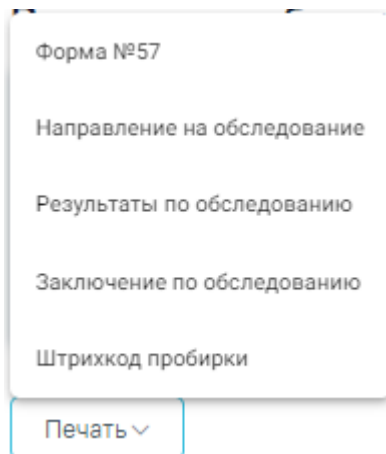 Форма №57
Направление на обследование
Результаты по обследованию
Заключение по обследованию
Штрихкод пробирки
Печать